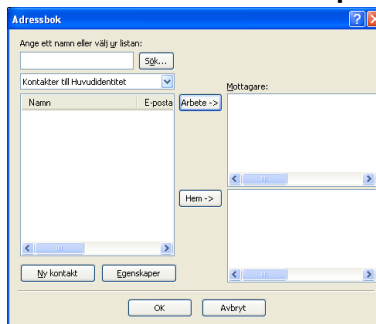 Adressbok
Ange ett namn eller välj ur listan:
Sök...
Kontakter till Huvudidentitet
Mottagare:
Namn E-posta
Arbete ->
Hem ->
Ny kontakt Egenskaper
OK Avbryt